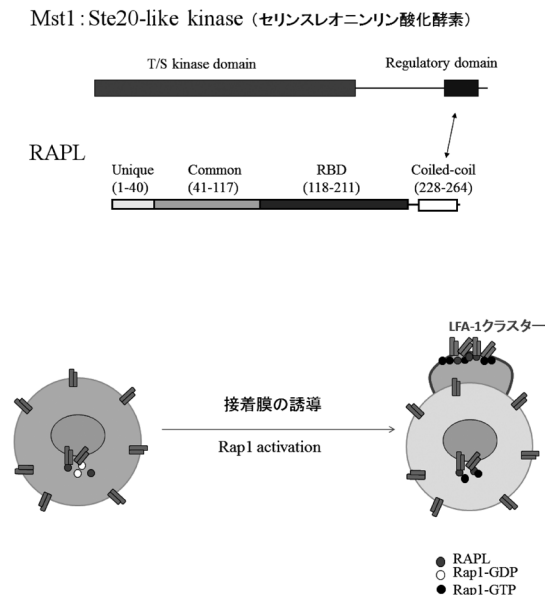 Mst1 : Ste20-like kinase（セリンスレオニンリン酸化酵素）
T/S kinase domain
Regulatory domain
RAPL
Unique
(1-40)
Common
(41-117)
RBD
(118-211)
Coiled-coil
(228-264)
LFA-1クラスター
接着膜の誘導
Rap1 activation
RAPL
Rap1-GDP
Rap1-GTP